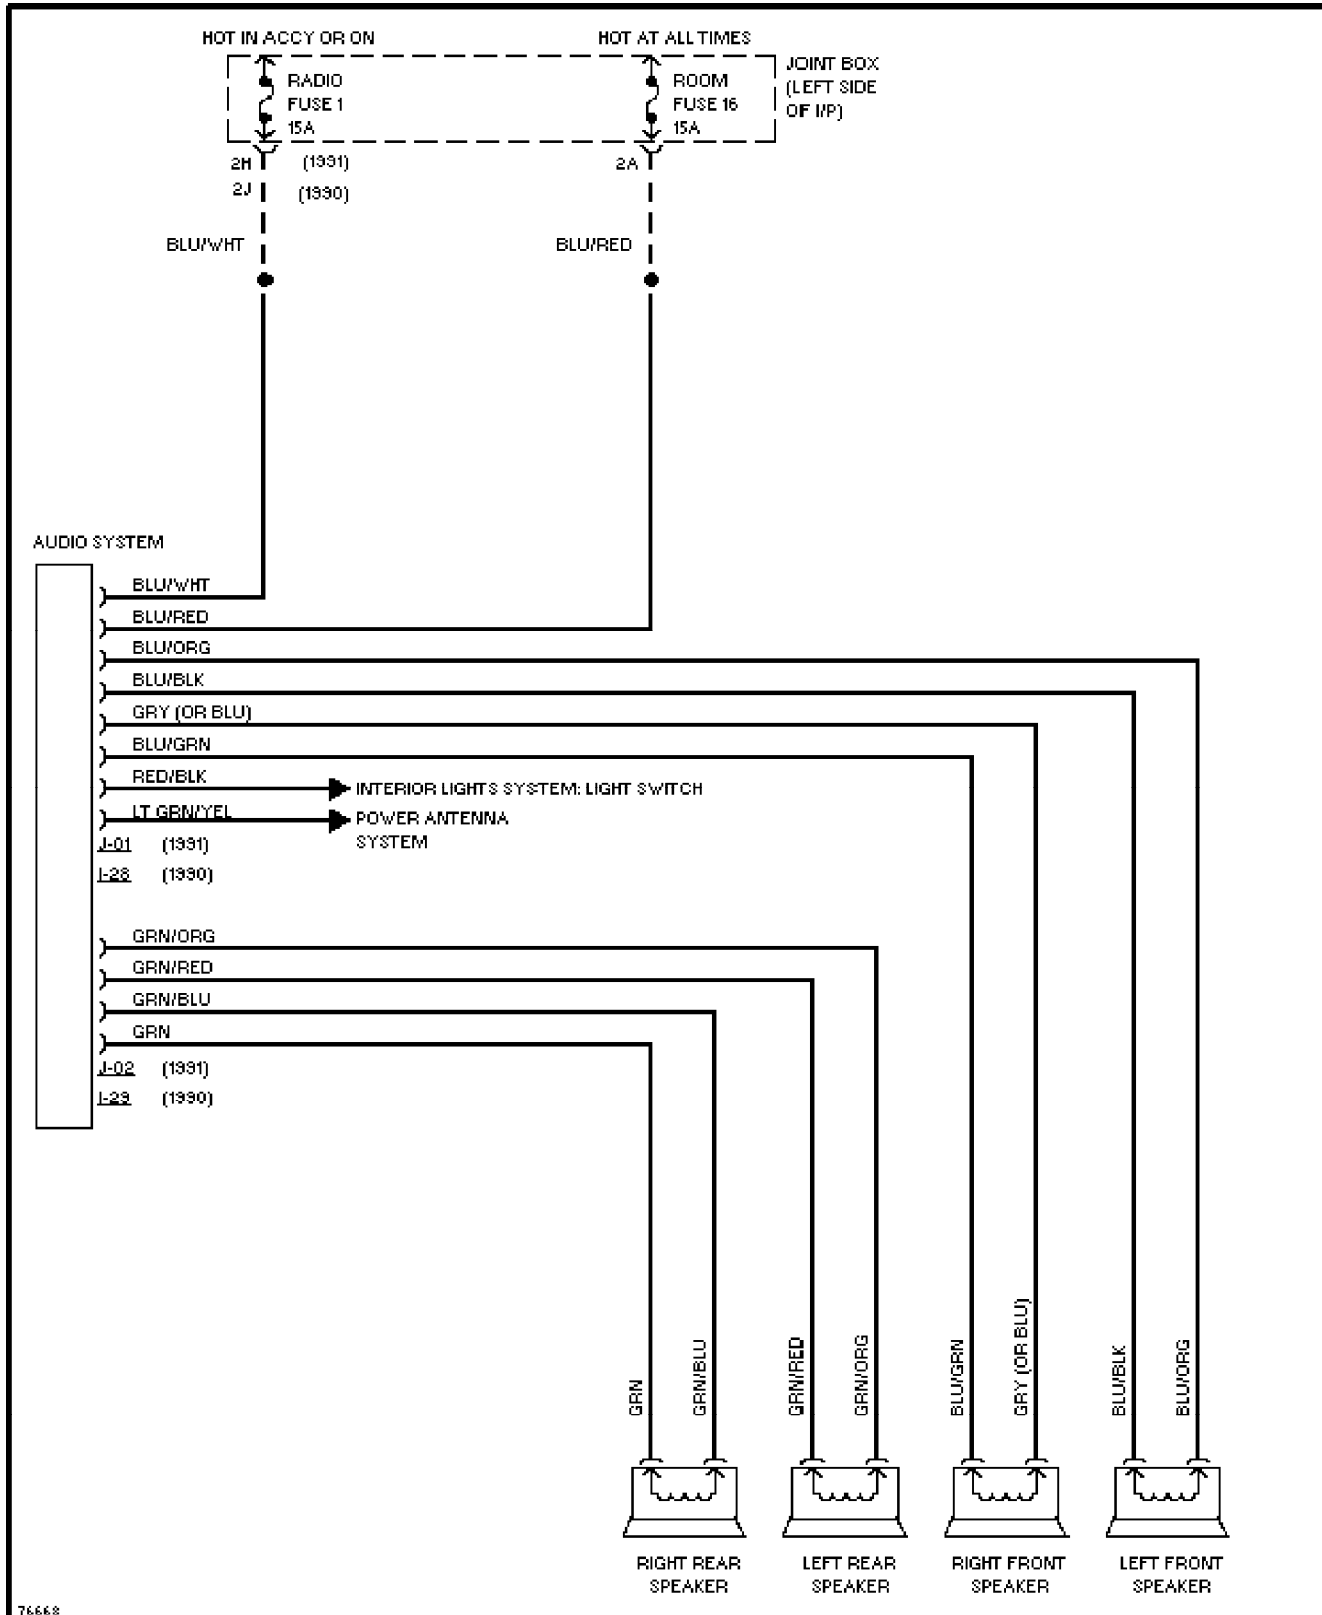 HOT IN ACCY OR ON
HOT AT ALL TIMES
JOINT BOX
(LEFT SIDE
OF I/P)
RADIO
FUSE 1
15A
ROOM
FUSE 16
15A
2H (1991)
2J (1990)
2A
BLU/WHT
BLU/RED
AUDIO SYSTEM
BLU/WHT
BLU/RED
BLU/ORG
BLU/BLK
GRY (OR BLU)
BLU/GRN
RED/BLK
INTERIOR LIGHTS SYSTEM: LIGHT SWITCH
LT GRN/YEL
POWER ANTENNA
SYSTEM
J-01 (1991)
I-28 (1990)
GRN/ORG
GRN/RED
GRN/BLU
GRN
J-02 (1991)
I-29 (1990)
GRN
GRN/BLU
GRN/RED
GRN/ORG
BLU/GRN
GRY (OR BLU)
BLU/BLK
BLU/ORG
RIGHT REAR
SPEAKER
LEFT REAR
SPEAKER
RIGHT FRONT
SPEAKER
LEFT FRONT
SPEAKER
76668